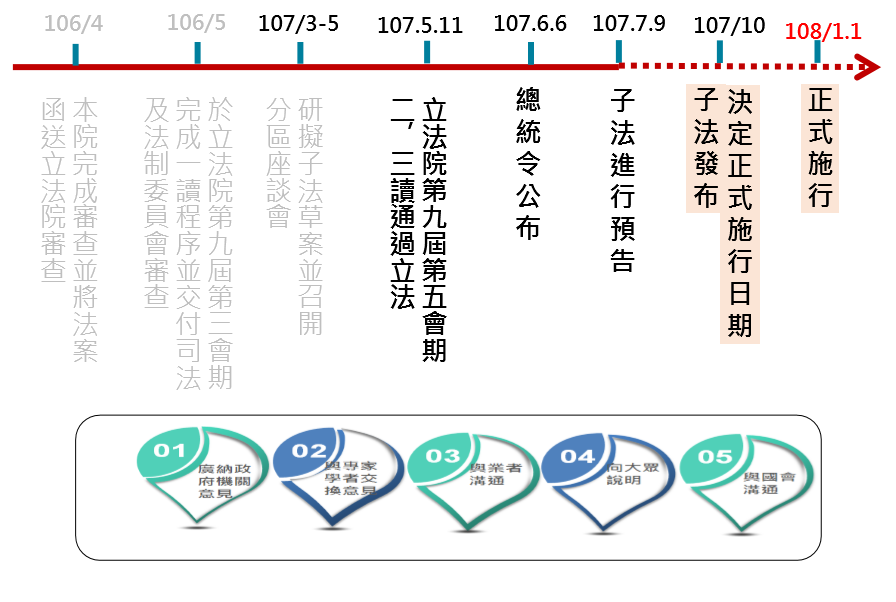 106/4
106/5
107/3-5
107.5.11
107.6.6
107.7.9
107/10
108/1.1
本院完成審查並將法案
函送立法院審查
於立法院第九屆第三會期
完成一讀程序並交付司法
及法制委員會審查
研擬子法草案並召開
分區座談會
立法院第九屆第五會期
二，三讀通過立法
總統令公布
子法進行預告
決定正式施行日期
子法發布
正式施行
01
廣納政
府機關
意見
02
與專家
學者交
換意見
03
與業者
溝通
04
向大眾
說明
05
與國會
溝通